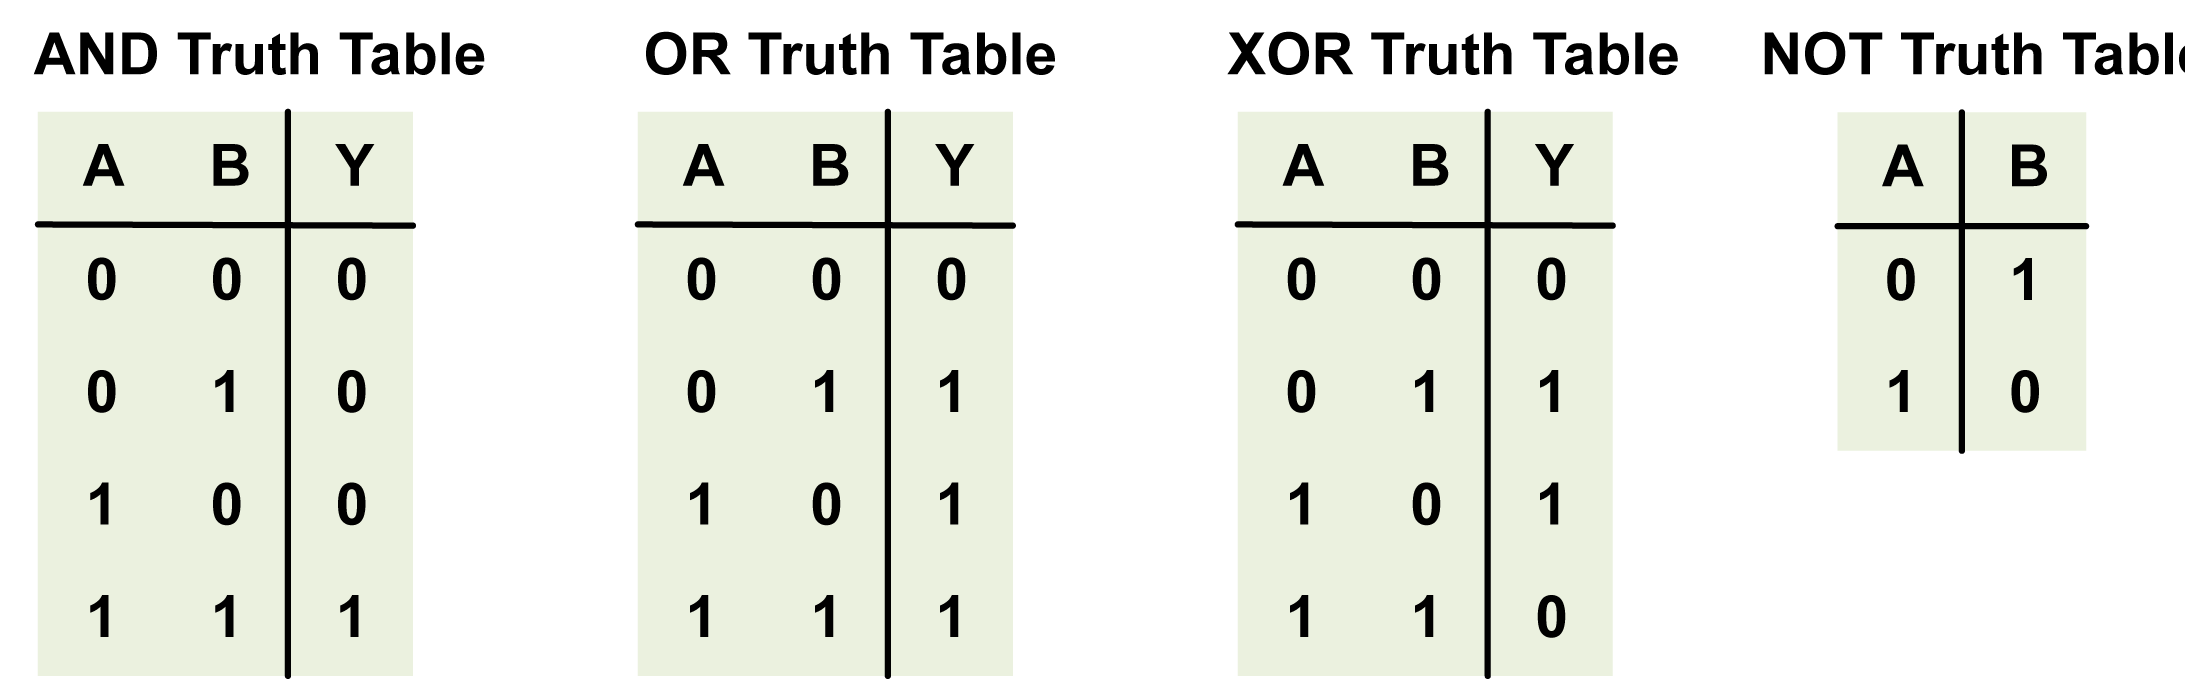 AND Truth Table
A B Y
0 0 0
0 1 0
1 0 0
1 1 1
OR Truth Table
A B Y
0 0 0
0 1 1
1 0 1
1 1 1
XOR Truth Table
A B Y
0 0 0
0 1 1
1 0 1
1 1 0
NOT Truth Table
A B
0 1
1 0